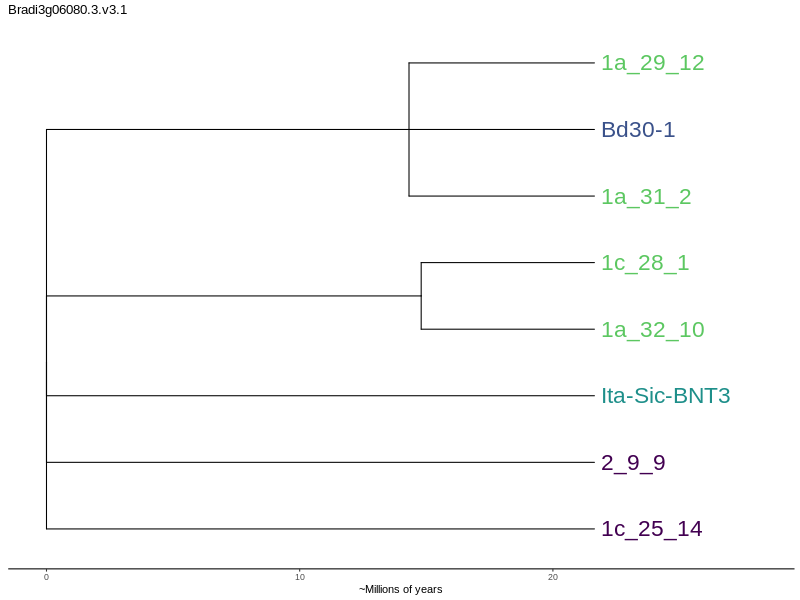 Bradi3g06080.3.v3.1
1a_29_12
Bd30-1
1a_31_2
1c_28_1
1a_32_10
Ita-Sic-BNT3
2_9_9
1c_25_14
0 10 20
~Millions of years